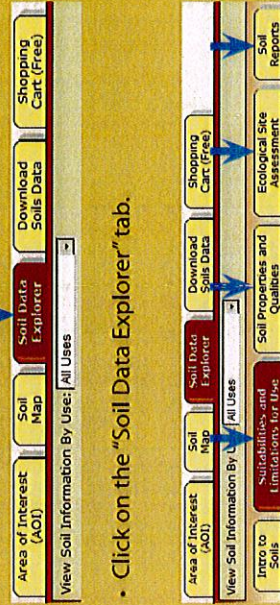 Area of Interest (AOI) Soil Map Soil Data Explorer Download Soils Data Shopping Cart (Free)
View Soil Information By Use: All Uses
• Click on the "Soil Data Explorer" tab.
Area of Interest (AOI) Soil Map Soil Data Explorer Download Soils Data Shopping Cart (Free)
View Soil Information By All Uses
Intro to Soils Suitabilities and Limitations for Use Soil Properties and Qualities Ecological Site Assessment Soil Reports